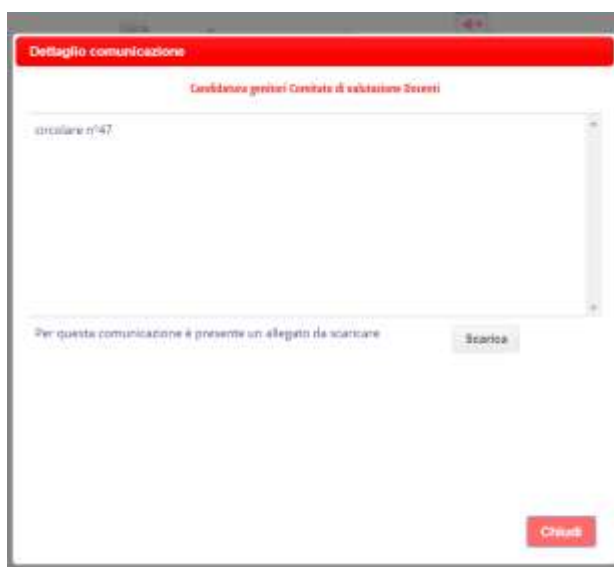 Dettaglio comunicazione
Candidatura genitori Comitato di valutazione Docenti
circolare n°47
Per questa comunicazione è presente un allegato da scaricare
Scarica
Chiudi